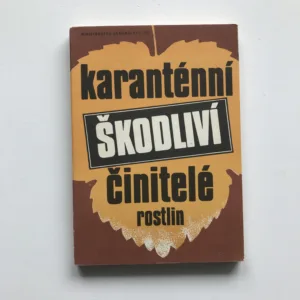 karanténní
ŠKODLIVÍ
činitelé
rostlin